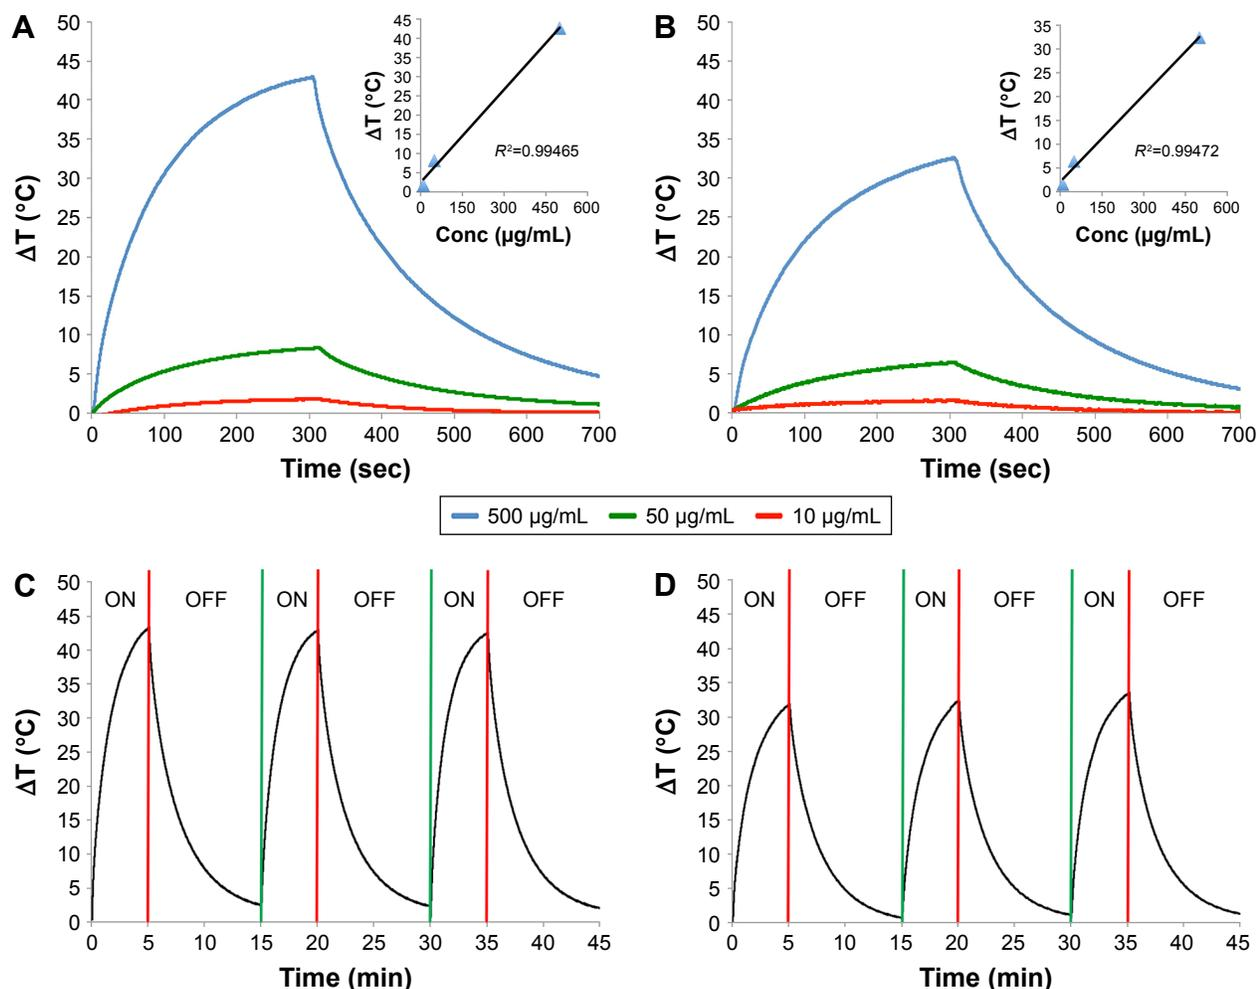 A
50
45
40
35
30
25
20
15
10
5
0
ΔT (°C)
0 100 200 300 400 500 600 700
Time (sec)
45
40
35
30
25
20
15
10
5
0
ΔT (°C)
R²=0.99465
0 150 300 450 600
Conc (µg/mL)
B
50
45
40
35
30
25
20
15
10
5
0
ΔT (°C)
0 100 200 300 400 500 600 700
Time (sec)
35
30
25
20
15
10
5
0
ΔT (°C)
R²=0.99472
0 150 300 450 600
Conc (µg/mL)
500 µg/mL 50 µg/mL 10 µg/mL
C
50
45
40
35
30
25
20
15
10
5
0
ΔT (°C)
ON OFF ON OFF ON OFF
0 5 10 15 20 25 30 35 40 45
Time (min)
D
50
45
40
35
30
25
20
15
10
5
0
ΔT (°C)
ON OFF ON OFF ON OFF
0 5 10 15 20 25 30 35 40 45
Time (min)